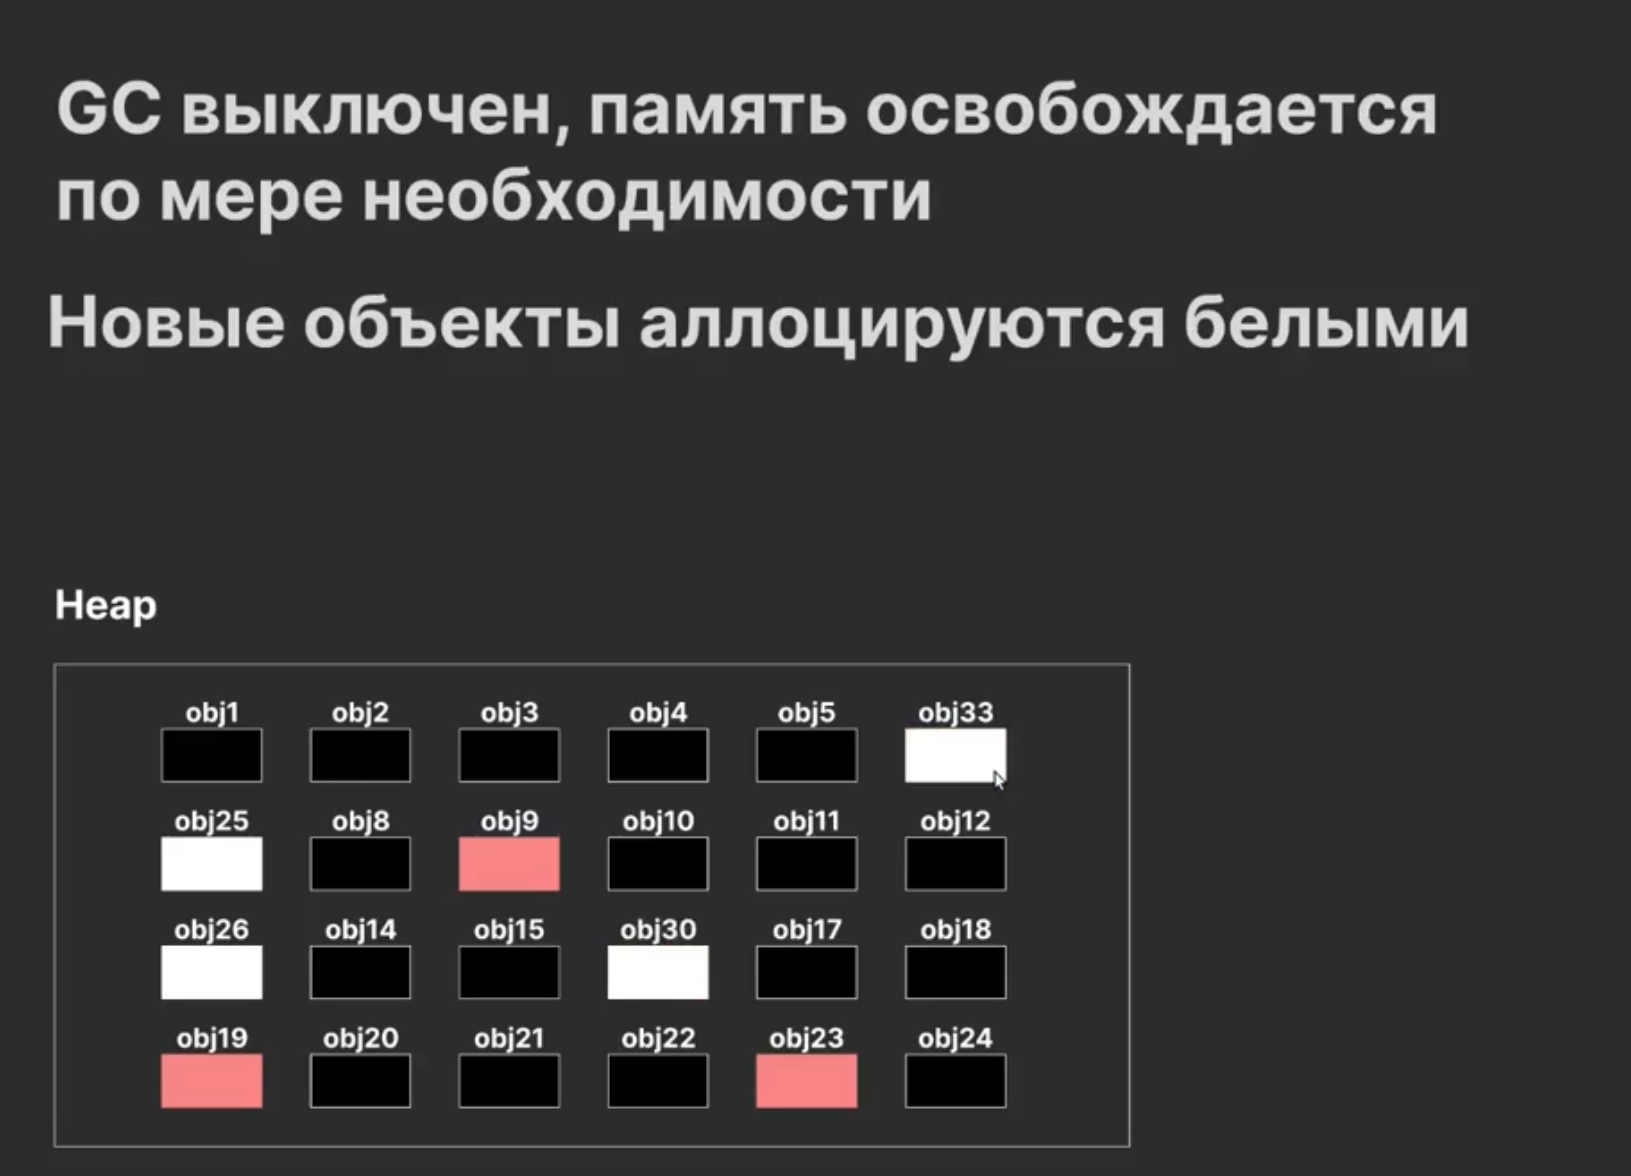 GC выключен, память освобождается
по мере необходимости
Новые объекты аллоцируются белыми
Heap
obj1 obj2 obj3 obj4 obj5 obj33
obj25 obj8 obj9 obj10 obj11 obj12
obj26 obj14 obj15 obj30 obj17 obj18
obj19 obj20 obj21 obj22 obj23 obj24